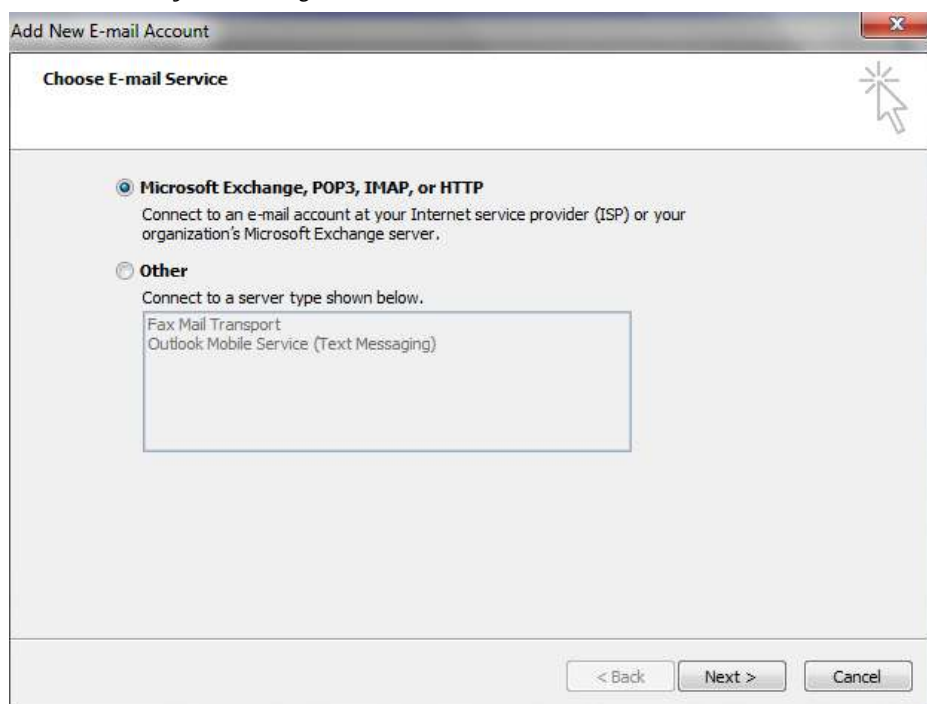 Add New E-mail Account
x
Choose E-mail Service
Microsoft Exchange, POP3, IMAP, or HTTP
Connect to an e-mail account at your Internet service provider (ISP) or your
organization's Microsoft Exchange server.
Other
Connect to a server type shown below.
Fax Mail Transport
Outlook Mobile Service (Text Messaging)
< Back Next > Cancel